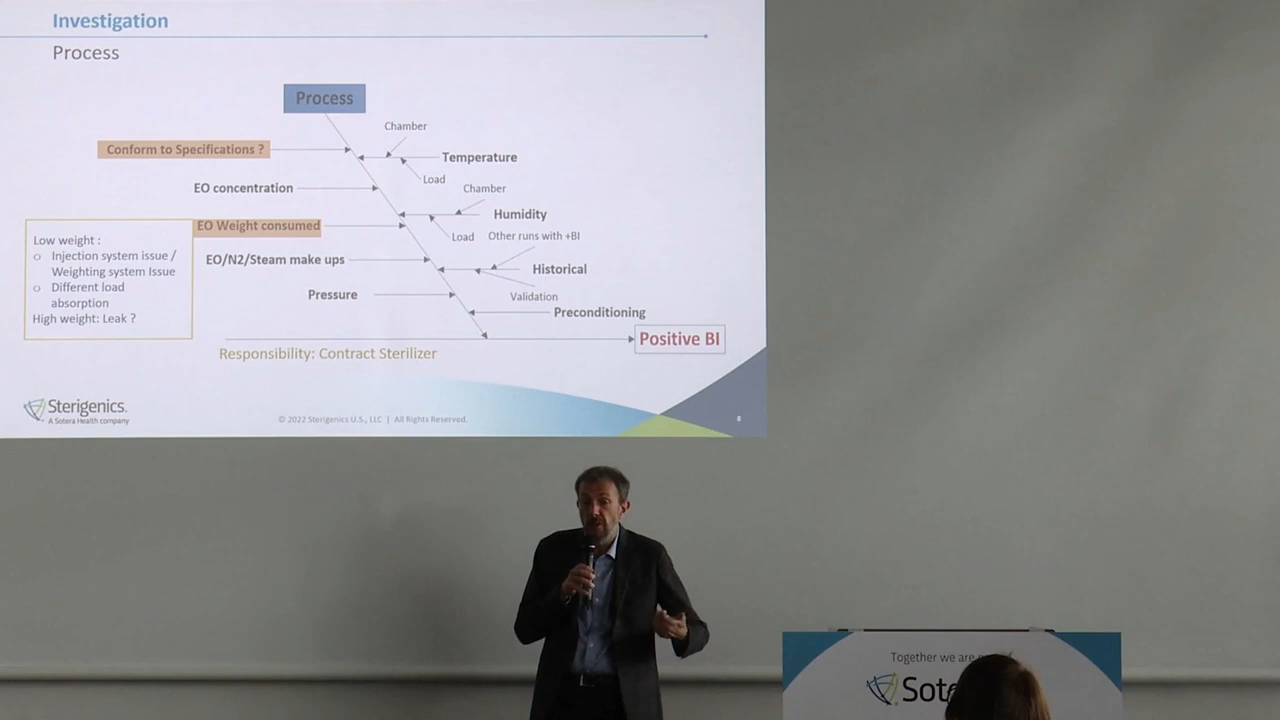 Investigation
Process
Process
Chamber
Conform to Specifications ?
Temperature
Load
EO concentration
Chamber
Humidity
EO Weight consumed
Load
Other runs with +BI
Low weight :
o Injection system issue /
Weighting system Issue
o Different load
absorption
High weight: Leak ?
EO/N2/Steam make ups
Historical
Pressure
Validation
Preconditioning
Positive BI
Responsibility: Contract Sterilizer
Sterigenics.
A Sotera Health company
© 2022 Sterigenics U.S., LLC | All Rights Reserved.
8
Together we are